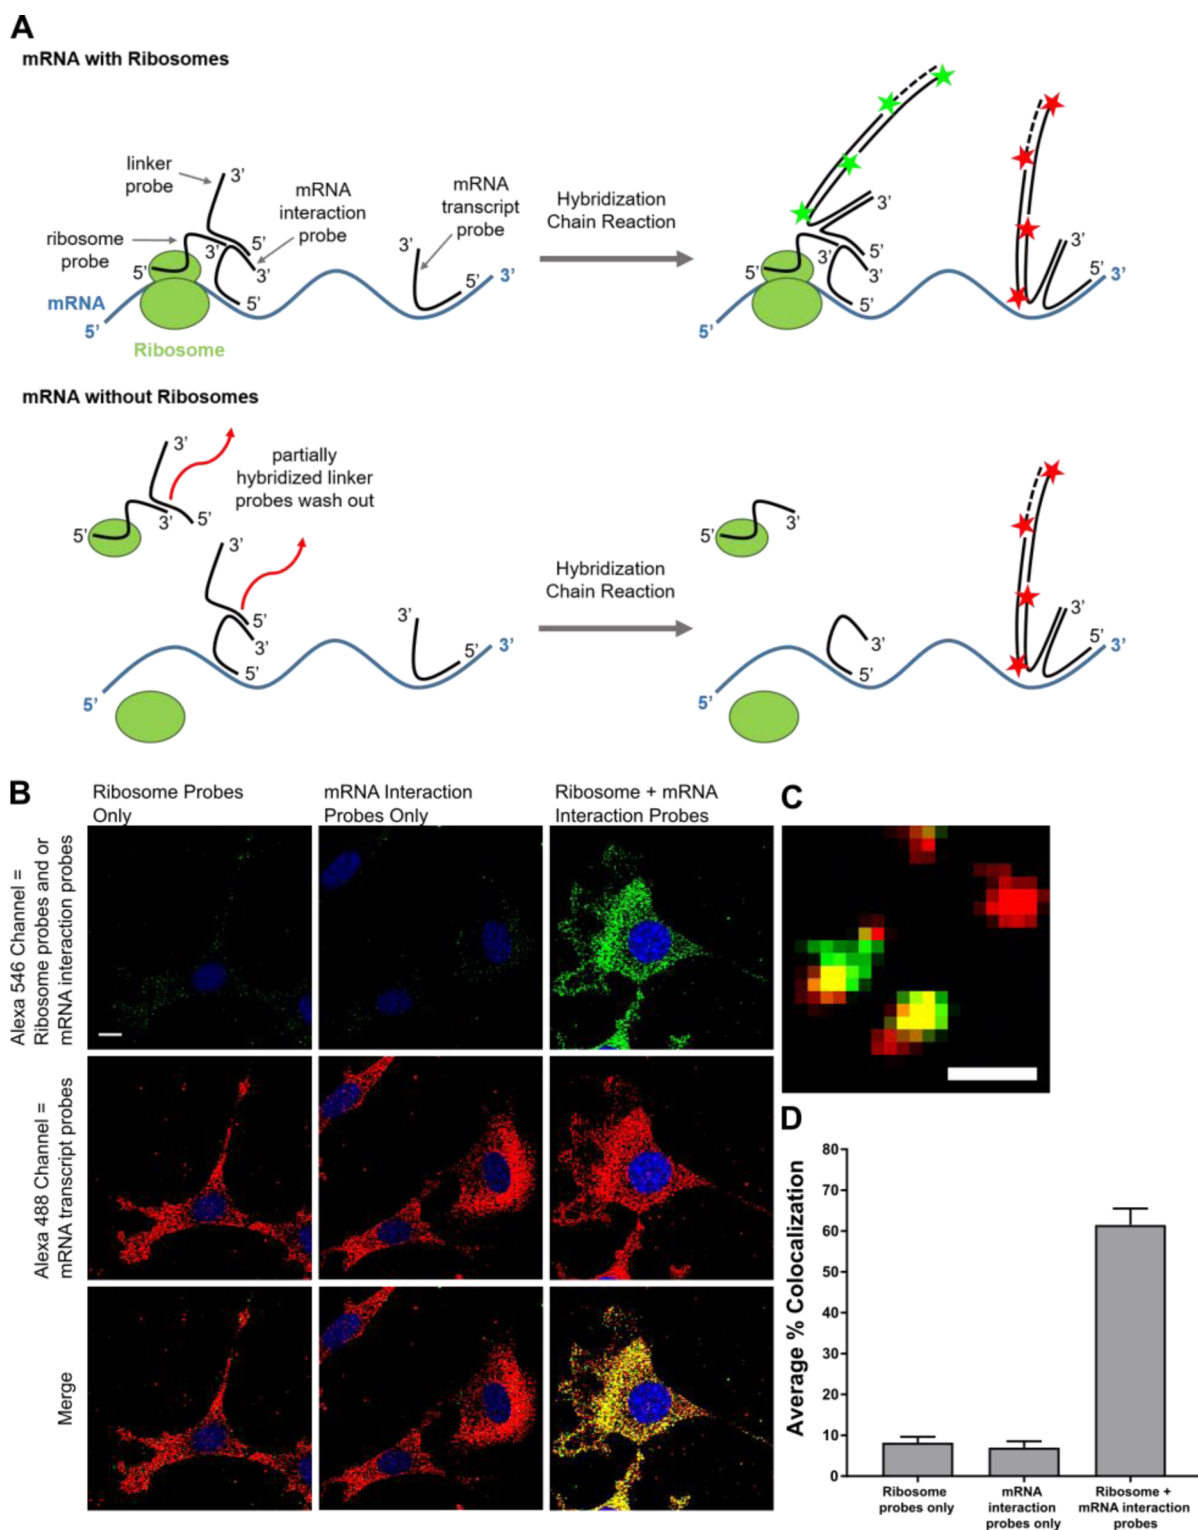 A
mRNA with Ribosomes
linker
probe
3’
mRNA
interaction
probe
mRNA
transcript
probe
ribosome
probe
3’
5’
3’
5’
5’
3’
5’
3’
mRNA
5’
Ribosome
Hybridization
Chain Reaction
3’
3’
5’
3’
5’
5’
3’
5’
3’
5’
mRNA without Ribosomes
3’
partially
hybridized linker
probes wash out
5’
3’
5’
3’
5’
3’
5’
3’
5’
3’
5’
Hybridization
Chain Reaction
5’
3’
3’
5’
3’
5’
3’
5’
B
Ribosome Probes
Only
mRNA Interaction
Probes Only
Ribosome + mRNA
Interaction Probes
Alexa 546 Channel =
Ribosome probes and or
mRNA interaction probes
Alexa 488 Channel =
mRNA transcript probes
Merge
C
D
Average % Colocalization
80
70
60
50
40
30
20
10
0
Ribosome
probes only
mRNA
interaction
probes only
Ribosome +
mRNA interaction
probes